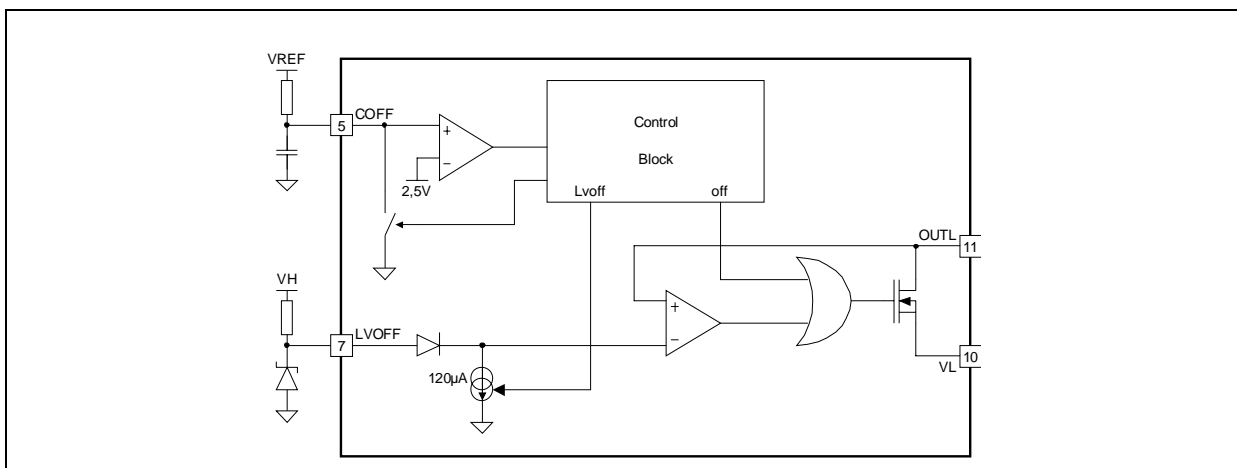 VREF
5
COFF
Control
Block
2,5V
Lvoff
off
OUTL
11
VH
7
LVOFF
120µA
VL
10
+
−
+
−